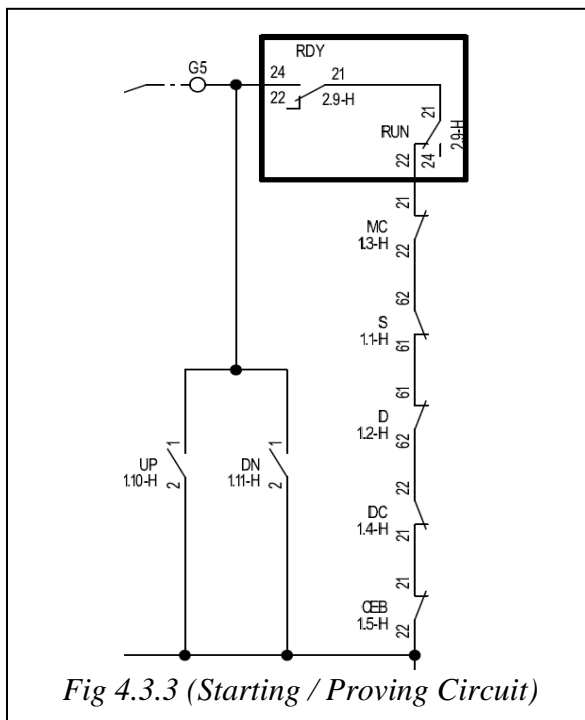 RDY
G5
24 21
22 2.9-H
21
RUN 2.9-H
22 24
21
MC
1.3-H
22
62
S
1.1-H
61
61
D
1.2-H
62
22
DC
1.4-H
21
21
CEB
1.5-H
22
UP 1
1.10-H 2
DN 1
1.11-H 2
Fig 4.3.3 (Starting / Proving Circuit)